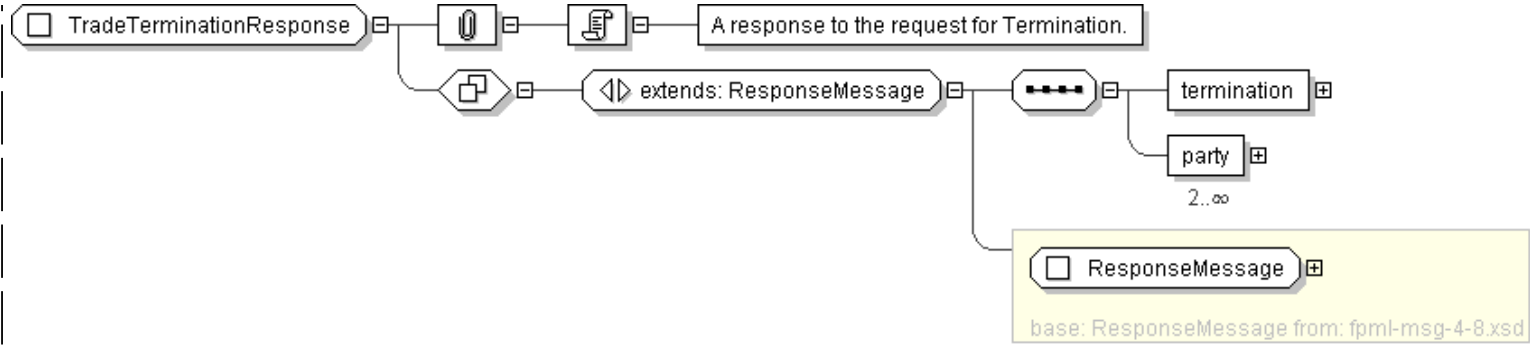 TradeTerminationResponse
A response to the request for Termination.
extends: ResponseMessage
termination
party
2..∞
ResponseMessage
base: ResponseMessage from: fpml-msg-4-8.xsd